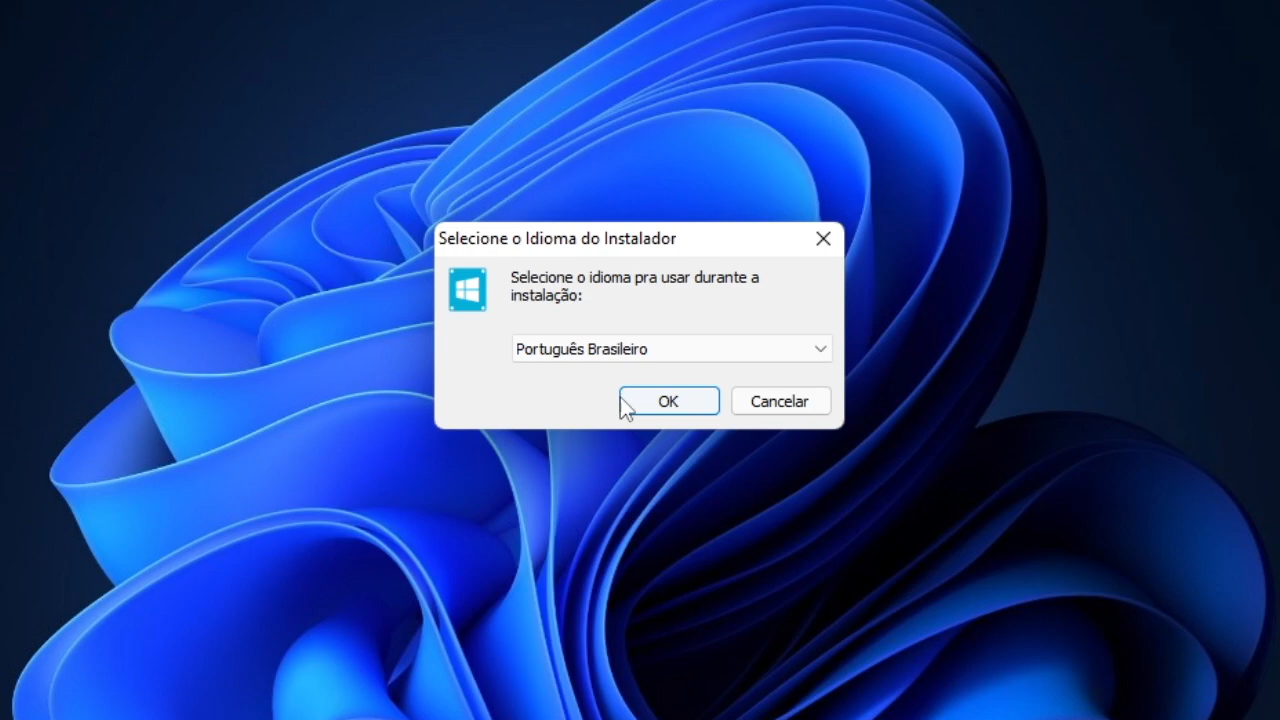 Selecione o Idioma do Instalador
Selecione o idioma pra usar durante a
instalação:
Português Brasileiro
OK
Cancelar